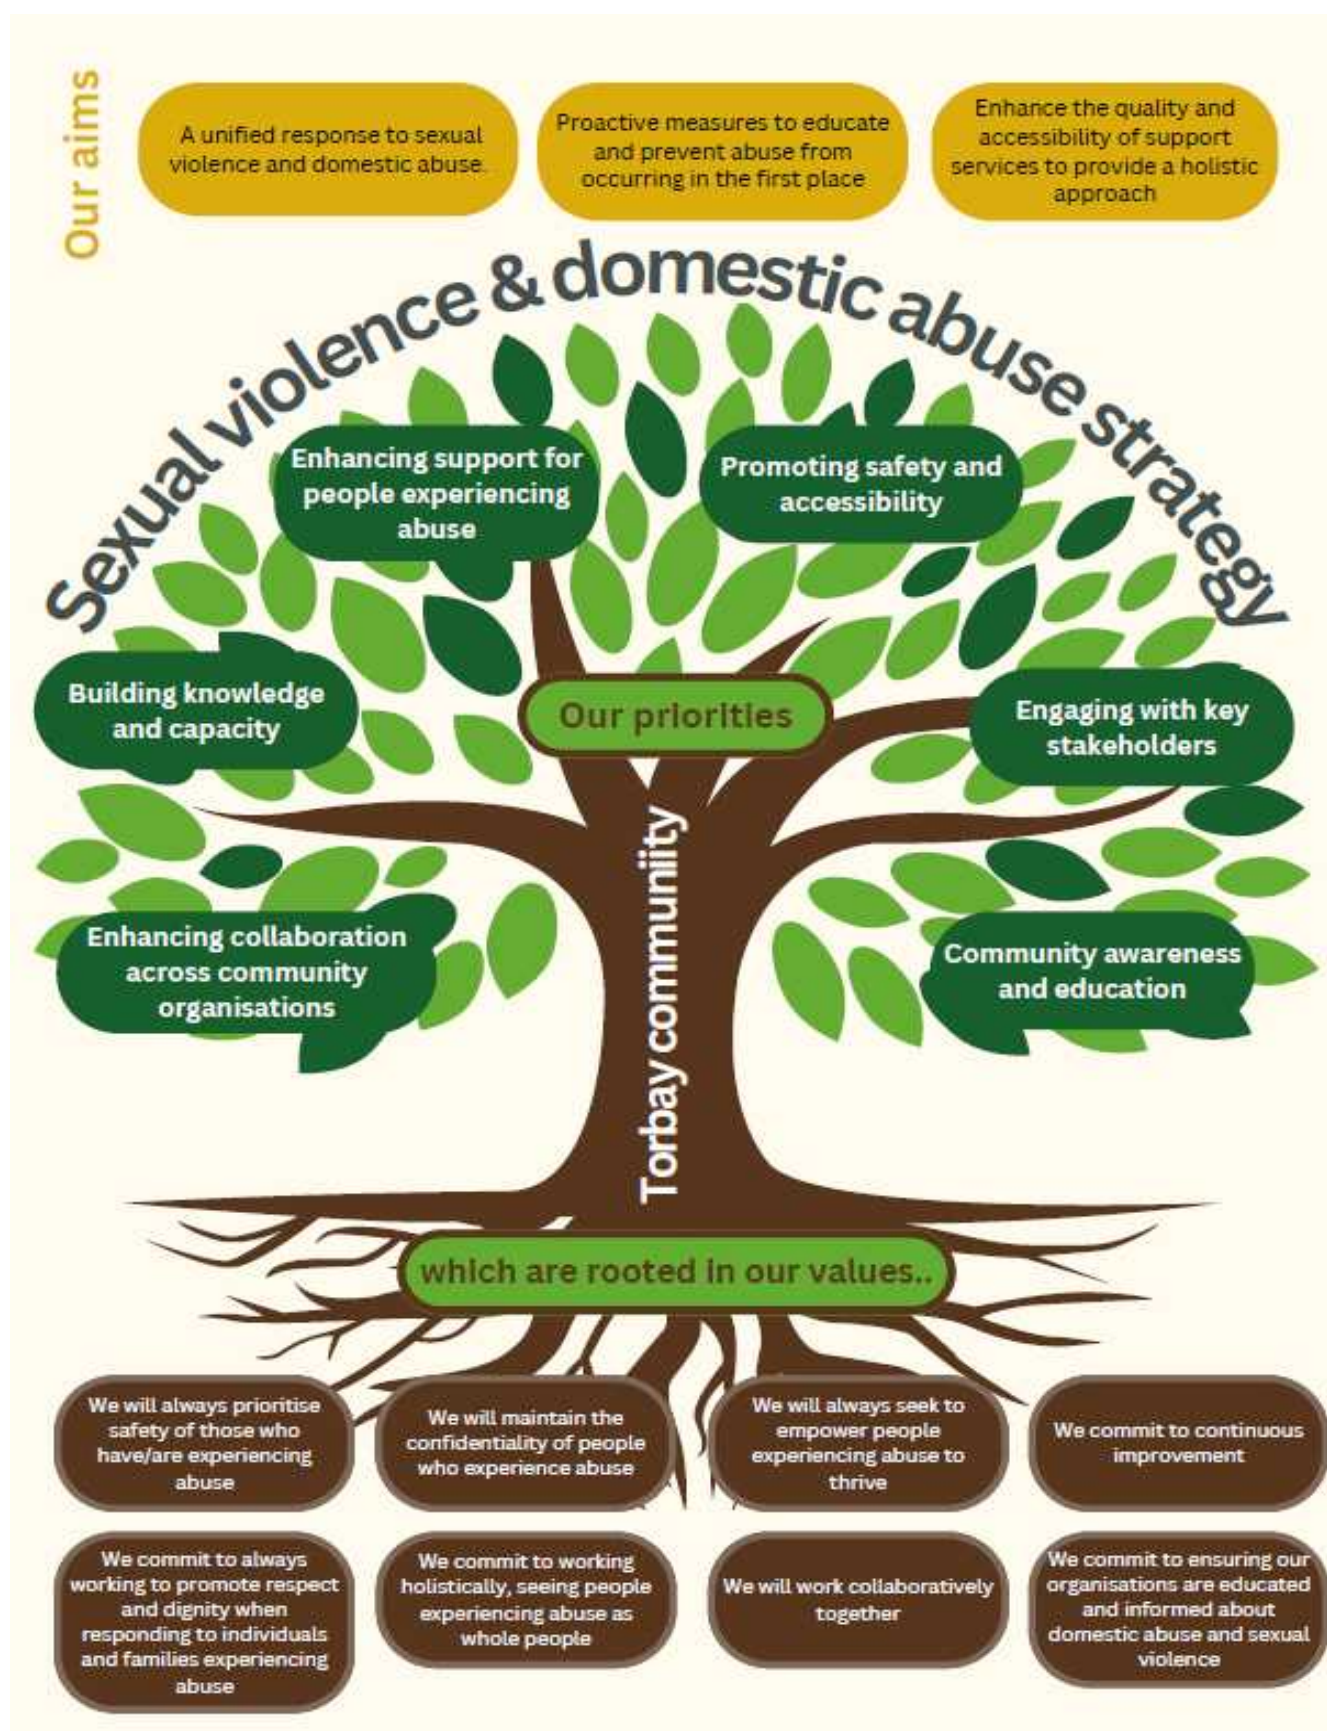 Our aims
A unified response to sexual
violence and domestic abuse.
Proactive measures to educate
and prevent abuse from
occurring in the first place
Enhance the quality and
accessibility of support
services to provide a holistic
approach
Sexual violence & domestic abuse strategy
Enhancing support for
people experiencing
abuse
Promoting safety and
accessibility
Building knowledge
and capacity
Our priorities
Engaging with key
stakeholders
Enhancing collaboration
across community
organisations
Torbay communiity
Community awareness
and education
which are rooted in our values..
We will always prioritise
safety of those who
have/are experiencing
abuse
We will maintain the
confidentiality of people
who experience abuse
We will always seek to
empower people
experiencing abuse to
thrive
We commit to continuous
improvement
We commit to always
working to promote respect
and dignity when
responding to individuals
and families experiencing
abuse
We commit to working
holistically, seeing people
experiencing abuse as
whole people
We will work collaboratively
together
We commit to ensuring our
organisations are educated
and informed about
domestic abuse and sexual
violence